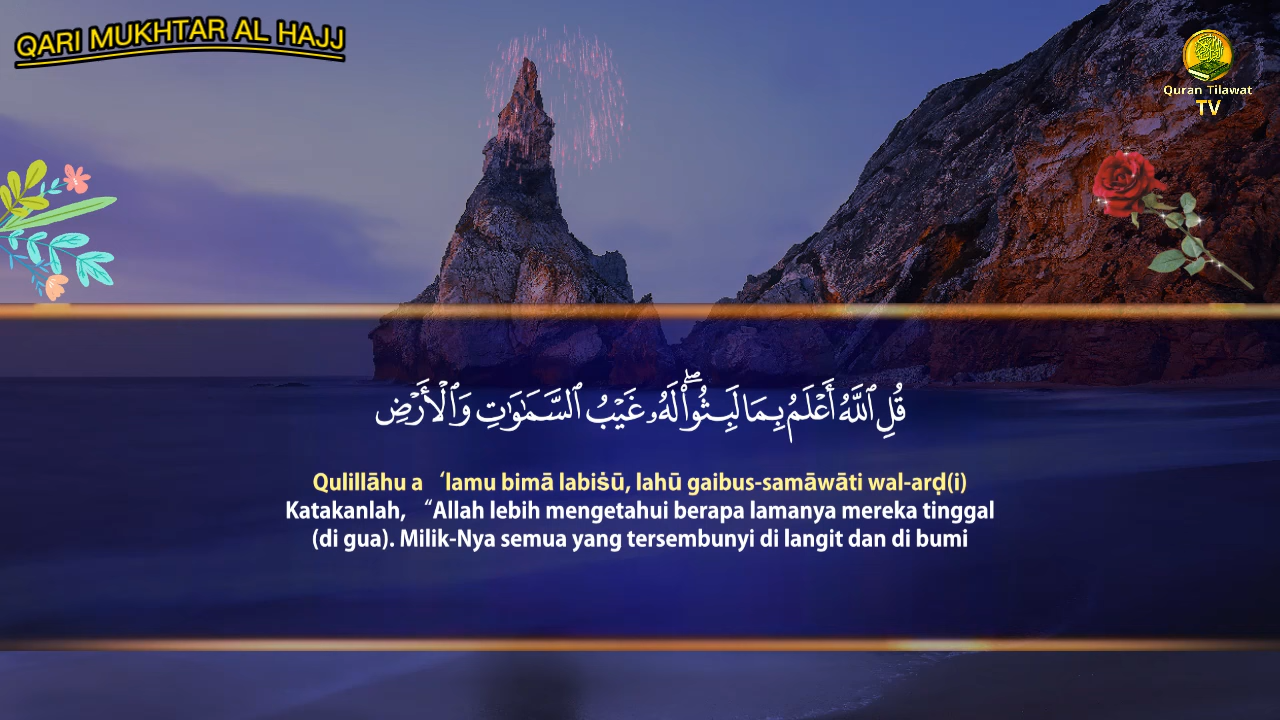 QARI MUKHTAR AL HAJJ
Quran Tilawat
TV
قُلِ ٱللَّهُ أَعْلَمُ بِمَا لَبِثُوا۟ ۖ لَهُۥ غَيْبُ ٱلسَّمَـٰوَٰتِ وَٱلْأَرْضِ
Qulillāhu a ‘lamu bimā labiṡū, lahū gaibus-samāwāti wal-arḍ(i)
Katakanlah, “Allah lebih mengetahui berapa lamanya mereka tinggal
(di gua). Milik-Nya semua yang tersembunyi di langit dan di bumi